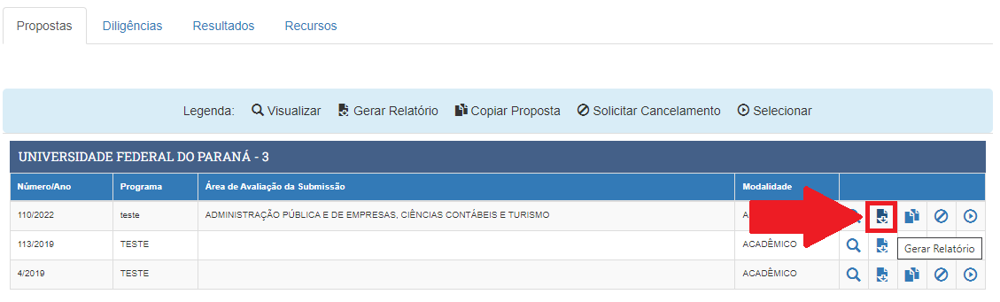 Propostas Diligências Resultados Recursos
Legenda: Visualizar Gerar Relatório Copiar Proposta Solicitar Cancelamento Selecionar
UNIVERSIDADE FEDERAL DO PARANÁ - 3
Número/Ano Programa Área de Avaliação da Submissão Modalidade
110/2022 teste ADMINISTRAÇÃO PÚBLICA E DE EMPRESAS, CIÊNCIAS CONTÁBEIS E TURISMO
113/2019 TESTE ACADÊMICO
Gerar Relatório
4/2019 TESTE ACADÊMICO